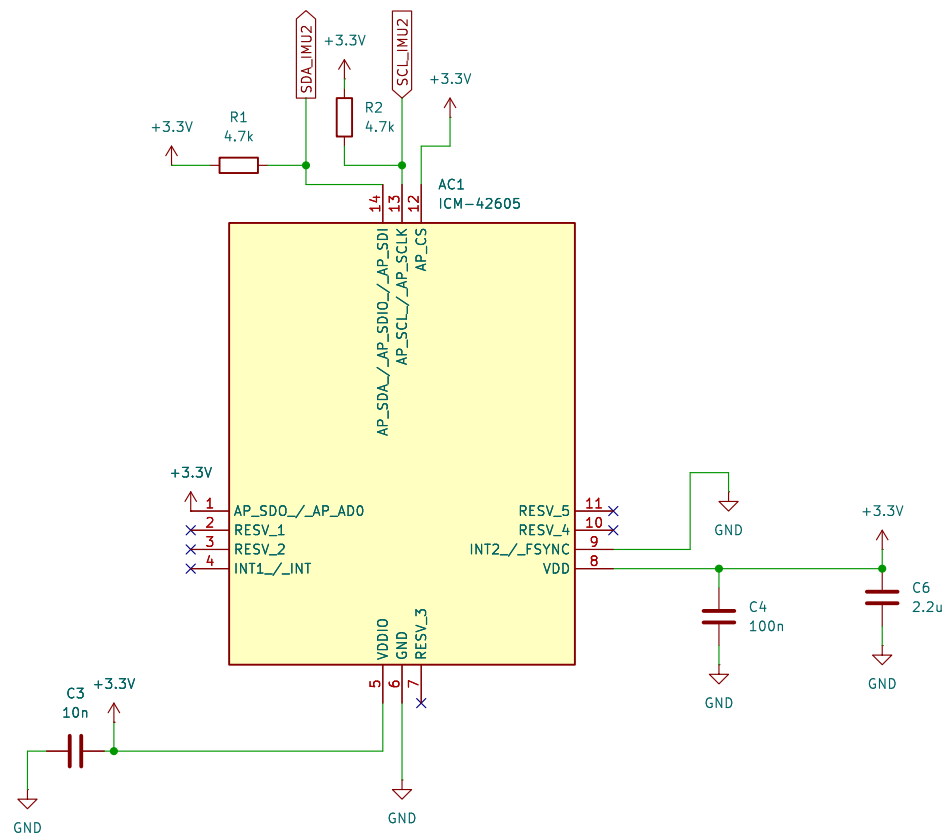 SDA_IMU2
SCL_IMU2
+3.3V
+3.3V
R1
4.7k
R2
4.7k
+3.3V
AC1
ICM-42605
14
13
12
AP_SDA_/_AP_SDIO_/_AP_SDI
AP_SCL_/_AP_SCLK
AP_CS
+3.3V
1
AP_SDO_/_AP_AD0
2
RESV_1
3
RESV_2
4
INT1_/_INT
RESV_5
11
RESV_4
10
INT2_/_FSYNC
9
VDD
8
GND
+3.3V
C6
2.2u
C4
100n
GND
GND
VDDIO
GND
RESV_3
5
6
7
C3
10n
+3.3V
GND
GND